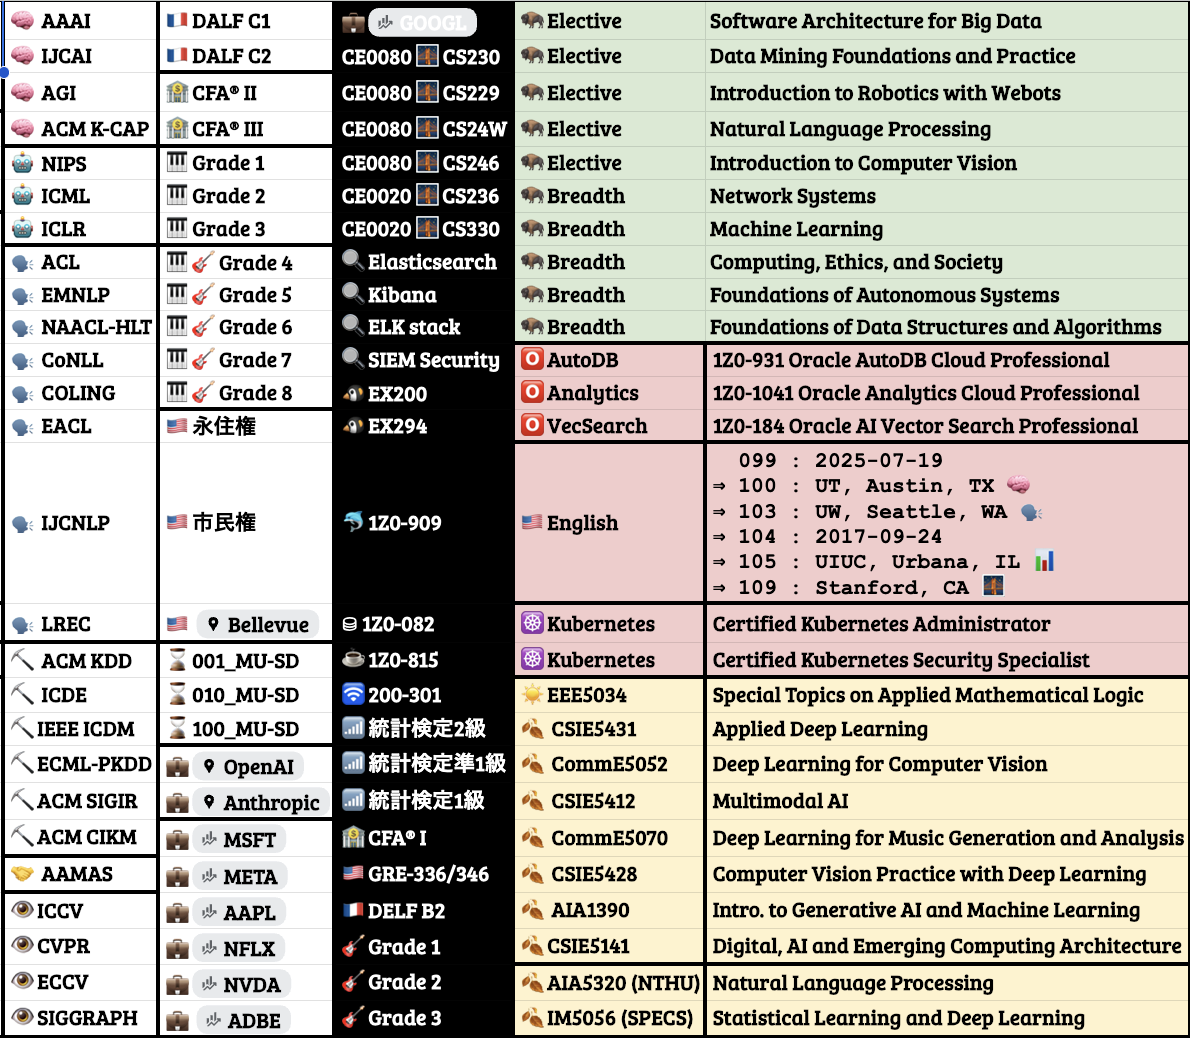 AAAI DALF C1 GOOGL Elective Software Architecture for Big Data
IJCAI DALF C2 CE0080 CS230 Elective Data Mining Foundations and Practice
AGI CFA® II CE0080 CS229 Elective Introduction to Robotics with Webots
ACM K-CAP CFA® III CE0080 CS24W Elective Natural Language Processing
NIPS Grade 1 CE0080 CS246 Elective Introduction to Computer Vision
ICML Grade 2 CE0020 CS236 Breadth Network Systems
ICLR Grade 3 CE0020 CS330 Breadth Machine Learning
ACL Grade 4 Elasticsearch Breadth Computing, Ethics, and Society
EMNLP Grade 5 Kibana Breadth Foundations of Autonomous Systems
NAACL-HLT Grade 6 ELK stack Breadth Foundations of Data Structures and Algorithms
CoNLL Grade 7 SIEM Security AutoDB 1Z0-931 Oracle AutoDB Cloud Professional
COLING Grade 8 EX200 Analytics 1Z0-1041 Oracle Analytics Cloud Professional
EACL 永住権 EX294 VecSearch 1Z0-184 Oracle AI Vector Search Professional
099 : 2025-07-19
⇒ 100 : UT, Austin, TX
⇒ 103 : UW, Seattle, WA
IJCNLP 市民権 1Z0-909 English
⇒ 104 : 2017-09-24
⇒ 105 : UIUC, Urbana, IL
⇒ 109 : Stanford, CA
LREC Bellevue 1Z0-082 Kubernetes Certified Kubernetes Administrator
ACM KDD 001_MU-SD 1Z0-815 Kubernetes Certified Kubernetes Security Specialist
ICDE 010_MU-SD 200-301 EEE5034 Special Topics on Applied Mathematical Logic
IEEE ICDM 100_MU-SD 統計検定2級 CSIE5431 Applied Deep Learning
ECML-PKDD OpenAI 統計検定準1級 CommE5052 Deep Learning for Computer Vision
ACM SIGIR Anthropic 統計検定1級 CSIE5412 Multimodal AI
ACM CIKM MSFT CFA® I CommE5070 Deep Learning for Music Generation and Analysis
AAMAS META GRE-336/346 CSIE5428 Computer Vision Practice with Deep Learning
ICCV AAPL DELF B2 AIA1390 Intro. to Generative AI and Machine Learning
CVPR NFLX Grade 1 CSIE5141 Digital, AI and Emerging Computing Architecture
ECCV NVDA Grade 2 AIA5320 (NTHU) Natural Language Processing
SIGGRAPH ADBE Grade 3 IM5056 (SPECS) Statistical Learning and Deep Learning